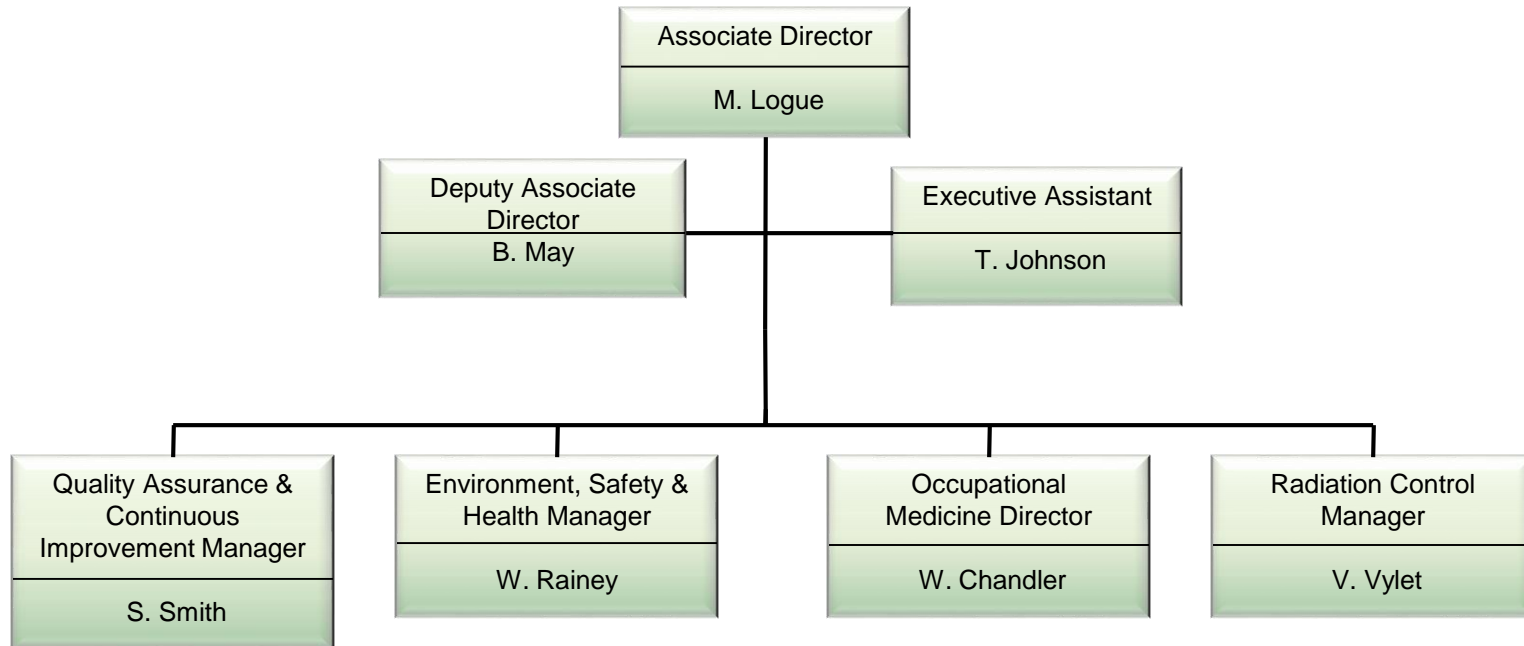 Associate Director
M. Logue
Deputy Associate
Director
B. May
Executive Assistant
T. Johnson
Quality Assurance &
Continuous
Improvement Manager
S. Smith
Environment, Safety &
Health Manager
W. Rainey
Occupational
Medicine Director
W. Chandler
Radiation Control
Manager
V. Vylet